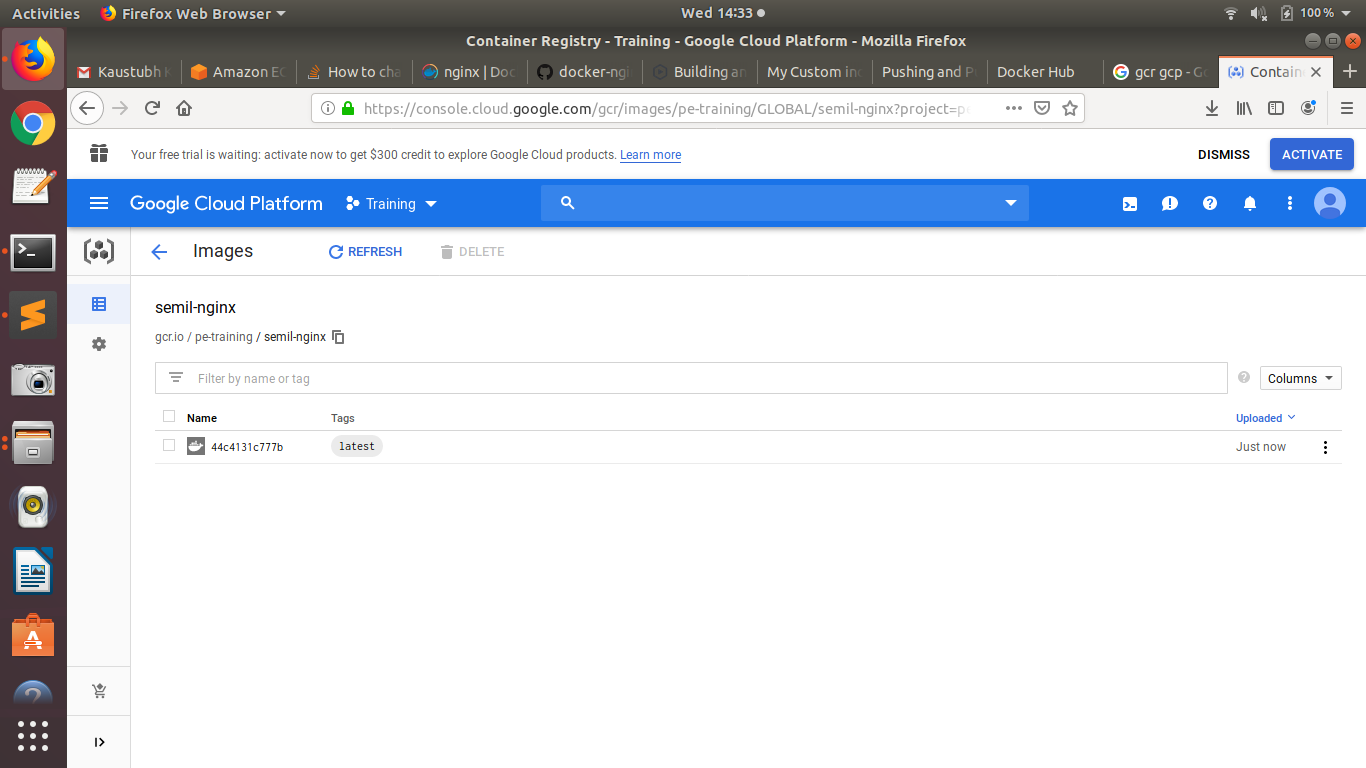 Activities Firefox Web Browser Wed 14:33 100 %
Container Registry - Training - Google Cloud Platform - Mozilla Firefox
Kaustubh Amazon EC How to cha nginx | Doc docker-ngi Building an My Custom Pushing and Docker Hub gcr gcp - Go Contain
https://console.cloud.google.com/gcr/images/pe-training/GLOBAL/semil-nginx?project=pe
Your free trial is waiting: activate now to get $300 credit to explore Google Cloud products. Learn more DISMISS ACTIVATE
Google Cloud Platform Training
Images REFRESH DELETE
semil-nginx
gcr.io / pe-training / semil-nginx
Filter by name or tag Columns
Name Tags Uploaded
44c4131c777b latest Just now